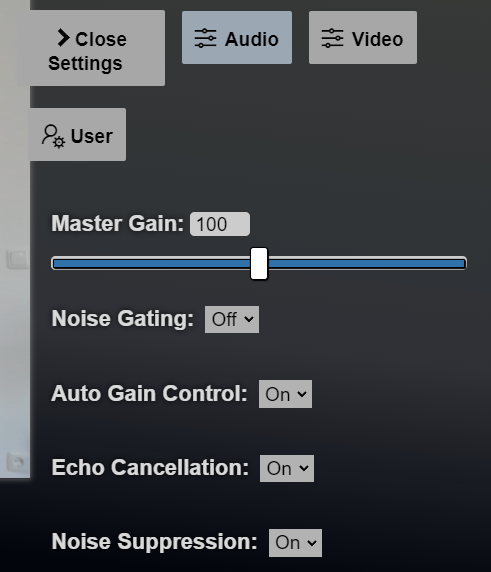 Close
Settings
Audio
Video
User
Master Gain: 100
Noise Gating: Off
Auto Gain Control: On
Echo Cancellation: On
Noise Suppression: On